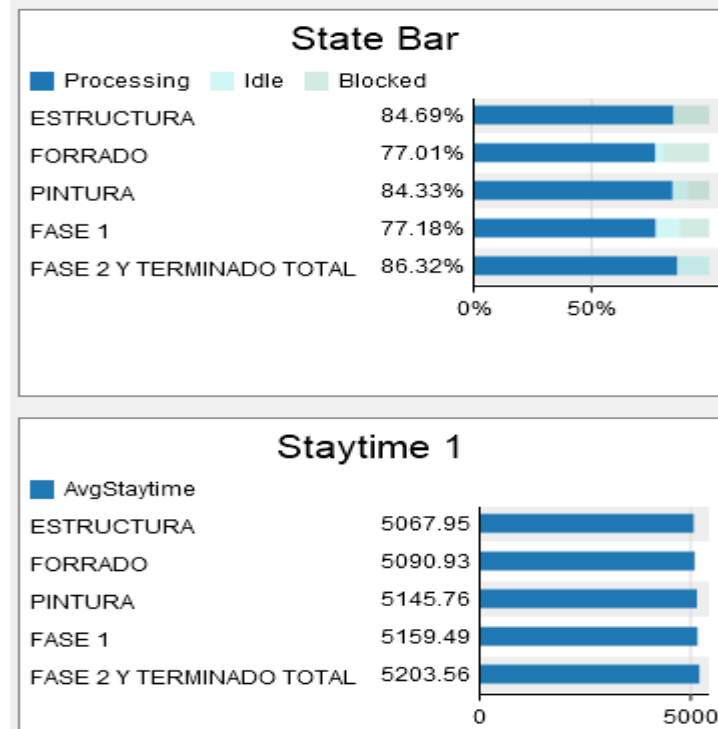 State Bar
Processing Idle Blocked
ESTRUCTURA 84.69%
FORRADO 77.01%
PINTURA 84.33%
FASE 1 77.18%
FASE 2 Y TERMINADO TOTAL 86.32%
0% 50%
Staytime 1
AvgStaytime
ESTRUCTURA 5067.95
FORRADO 5090.93
PINTURA 5145.76
FASE 1 5159.49
FASE 2 Y TERMINADO TOTAL 5203.56
0 5000